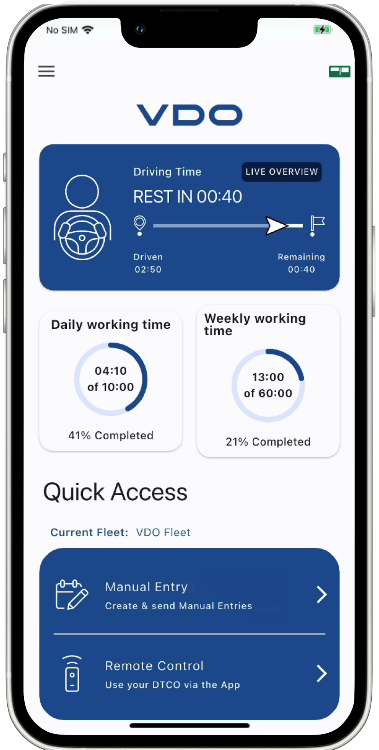 No SIM
VDO
Driving Time
LIVE OVERVIEW
REST IN 00:40
Driven
02:50
Remaining
00:40
Daily working time
04:10
of 10:00
41% Completed
Weekly working
time
13:00
of 60:00
21% Completed
Quick Access
Current Fleet: VDO Fleet
Manual Entry
Create & send Manual Entries
Remote Control
Use your DTCO via the App